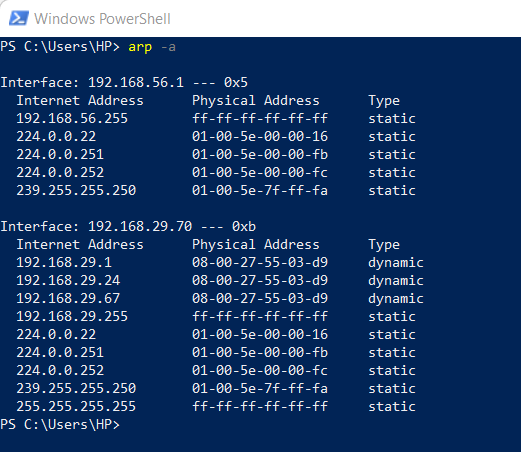 Windows PowerShell
PS C:\Users\HP> arp -a
Interface: 192.168.56.1 --- 0x5
  Internet Address      Physical Address      Type
  192.168.56.255        ff-ff-ff-ff-ff-ff     static
  224.0.0.22            01-00-5e-00-00-16     static
  224.0.0.251           01-00-5e-00-00-fb     static
  224.0.0.252           01-00-5e-00-00-fc     static
  239.255.255.250       01-00-5e-7f-ff-fa     static
Interface: 192.168.29.70 --- 0xb
  Internet Address      Physical Address      Type
  192.168.29.1          08-00-27-55-03-d9     dynamic
  192.168.29.24         08-00-27-55-03-d9     dynamic
  192.168.29.67         08-00-27-55-03-d9     dynamic
  192.168.29.255        ff-ff-ff-ff-ff-ff     static
  224.0.0.22            01-00-5e-00-00-16     static
  224.0.0.251           01-00-5e-00-00-fb     static
  224.0.0.252           01-00-5e-00-00-fc     static
  239.255.255.250       01-00-5e-7f-ff-fa     static
  255.255.255.255       ff-ff-ff-ff-ff-ff     static
PS C:\Users\HP>